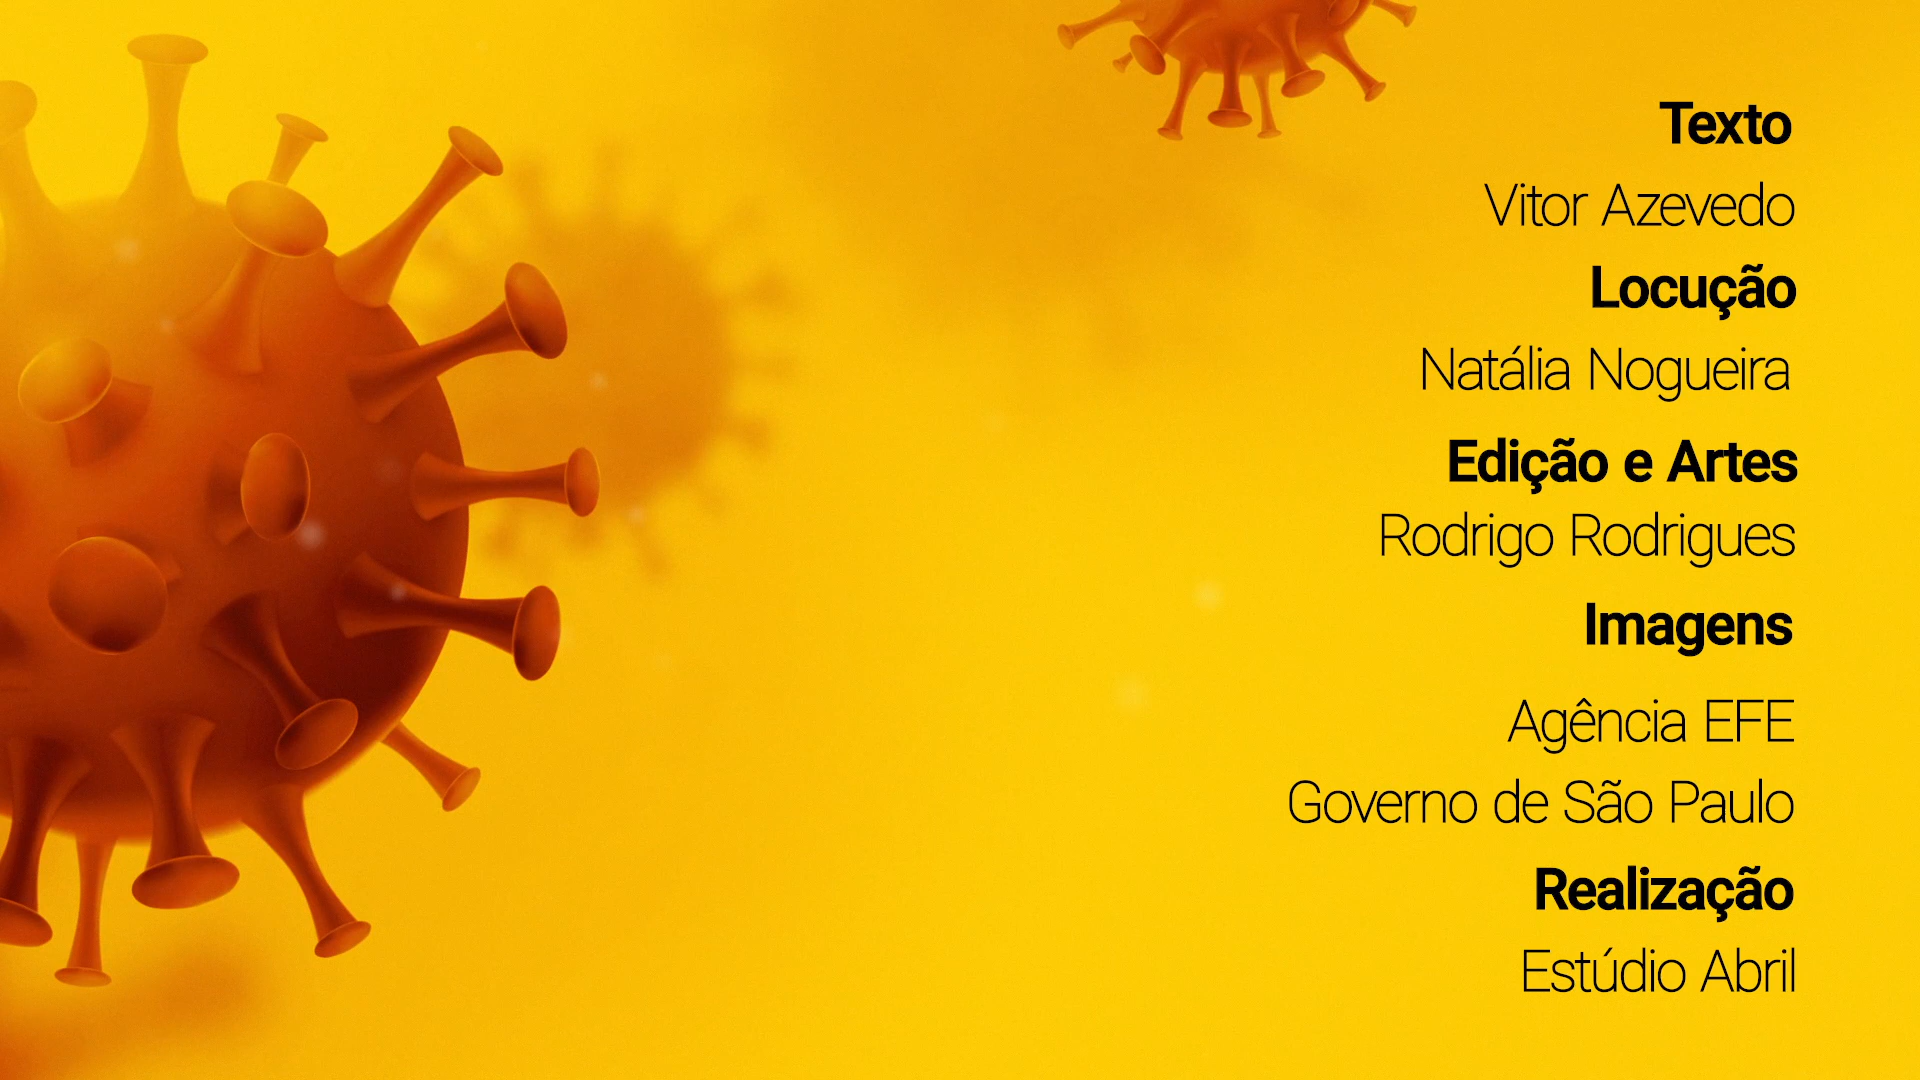 Texto
Vitor Azevedo
Locução
Natália Nogueira
Edição e Artes
Rodrigo Rodrigues
Imagens
Agência EFE
Governo de São Paulo
Realização
Estúdio Abril